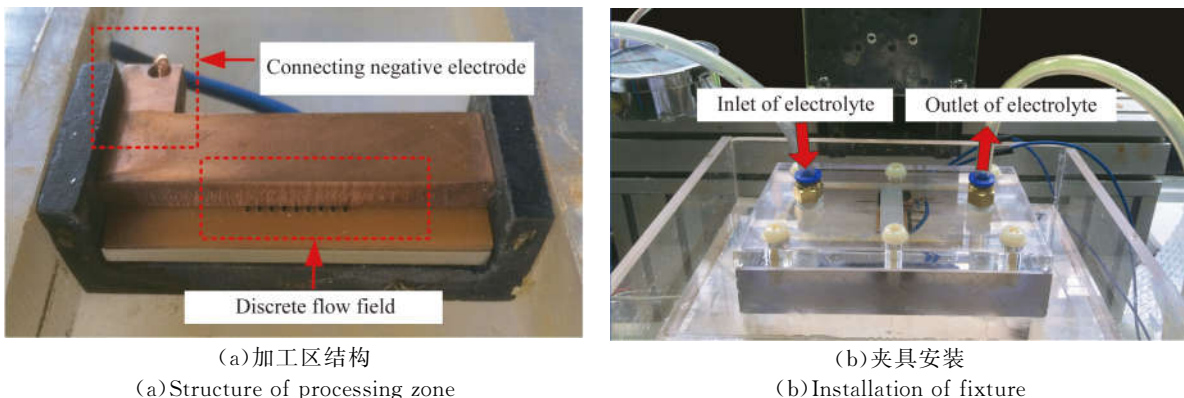 Connecting negative electrode
Discrete flow field
(a)加工区结构
(a)Structure of processing zone
Inlet of electrolyte
Outlet of electrolyte
(b)夹具安装
(b)Installation of fixture